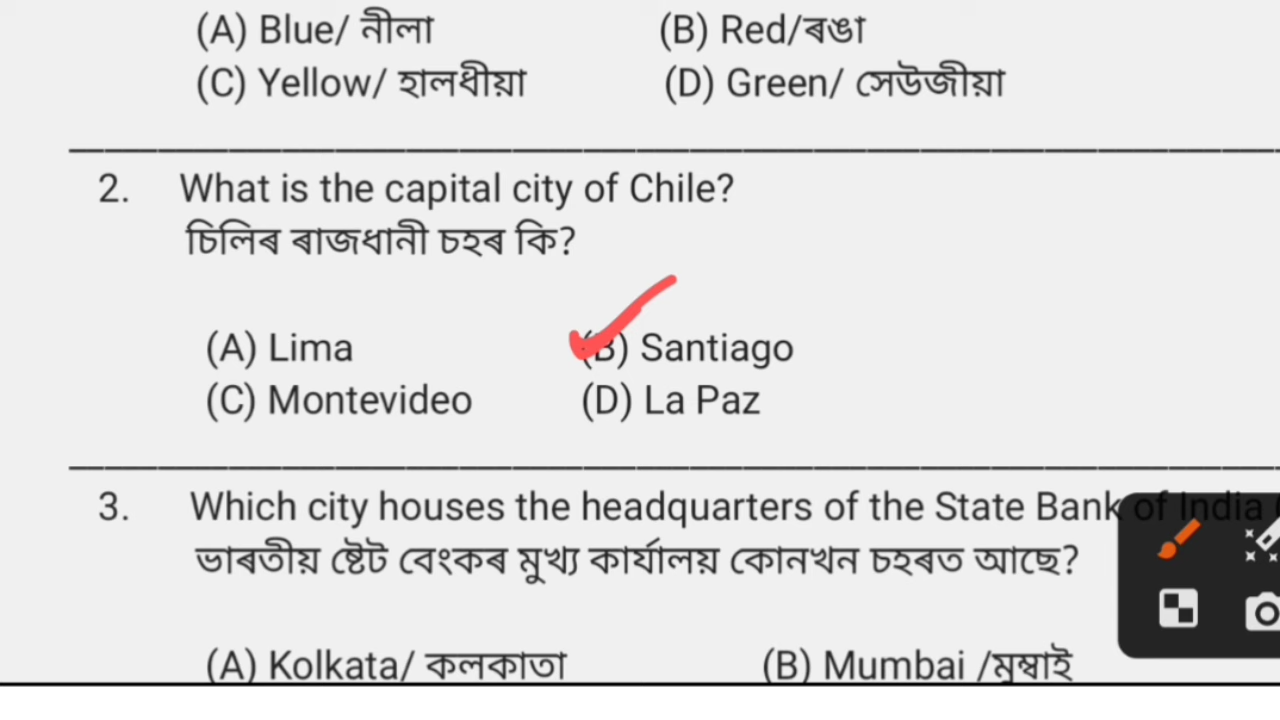 (A) Blue/ নীলা (B) Red/ৰঙা
(C) Yellow/ হালধীয়া (D) Green/ সেউজীয়া
2. What is the capital city of Chile?
চিলিৰ ৰাজধানী চহৰ কি?
(A) Lima (B) Santiago
(C) Montevideo (D) La Paz
3. Which city houses the headquarters of the State Bank of India
ভাৰতীয় ষ্টেট বেংকৰ মুখ্য কাৰ্যালয় কোনখন চহৰত আছে?
(A) Kolkata/ কলকাতা (B) Mumbai /মুম্বাই